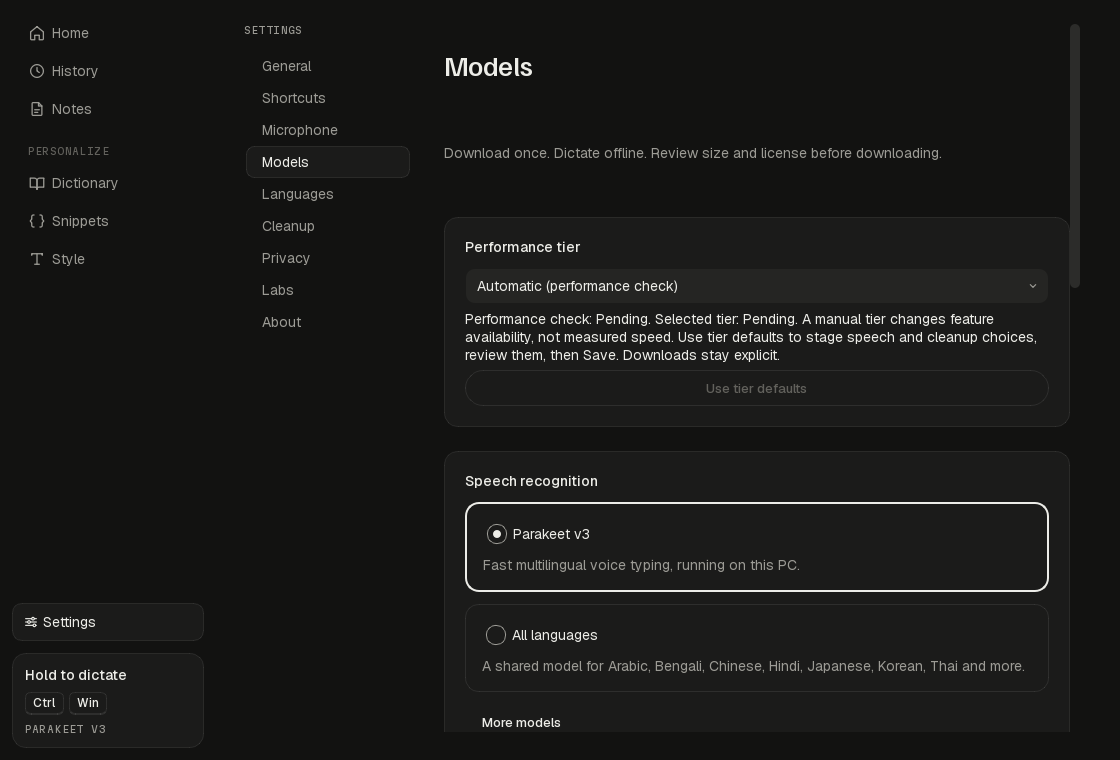 Home
History
Notes
PERSONALIZE
Dictionary
Snippets
Style
Settings
Hold to dictate
Ctrl Win
PARAKEET V3
SETTINGS
General
Shortcuts
Microphone
Models
Languages
Cleanup
Privacy
Labs
About
Models
Download once. Dictate offline. Review size and license before downloading.
Performance tier
Automatic (performance check)
Performance check: Pending. Selected tier: Pending. A manual tier changes feature
availability, not measured speed. Use tier defaults to stage speech and cleanup choices,
review them, then Save. Downloads stay explicit.
Use tier defaults
Speech recognition
Parakeet v3
Fast multilingual voice typing, running on this PC.
All languages
A shared model for Arabic, Bengali, Chinese, Hindi, Japanese, Korean, Thai and more.
More models